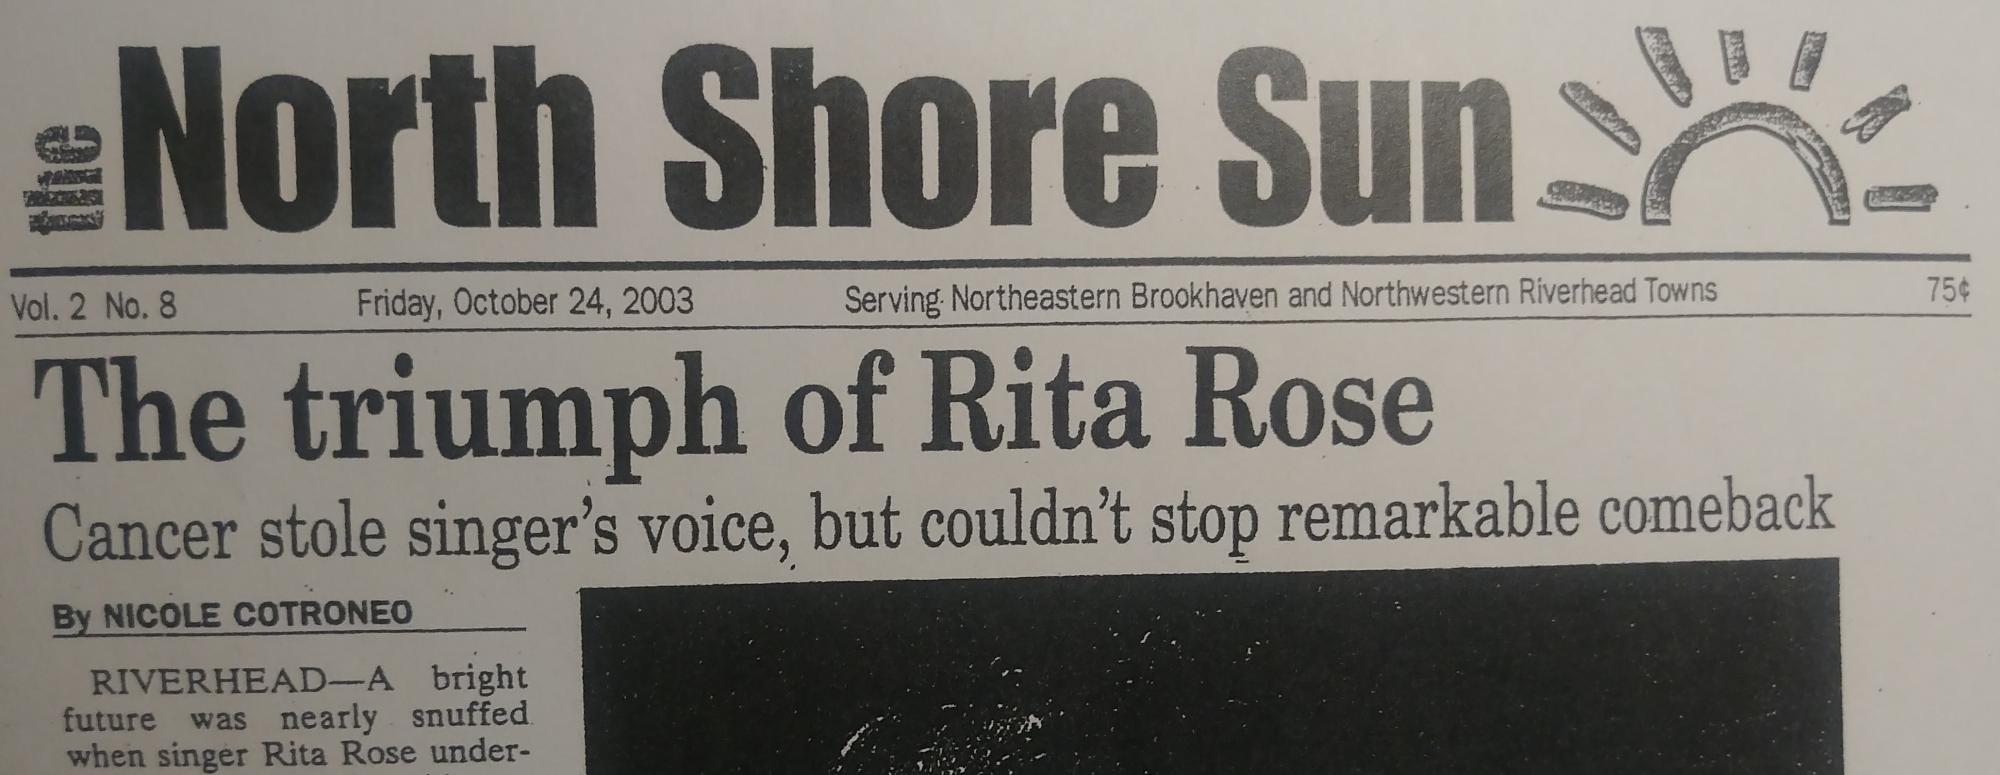 the North Shore Sun
Vol. 2 No. 8 Friday, October 24, 2003 Serving Northeastern Brookhaven and Northwestern Riverhead Towns 75¢
The triumph of Rita Rose
Cancer stole singer's voice, but couldn't stop remarkable comeback
By NICOLE COTRONEO
RIVERHEAD—A bright
future was nearly snuffed
when singer Rita Rose under-